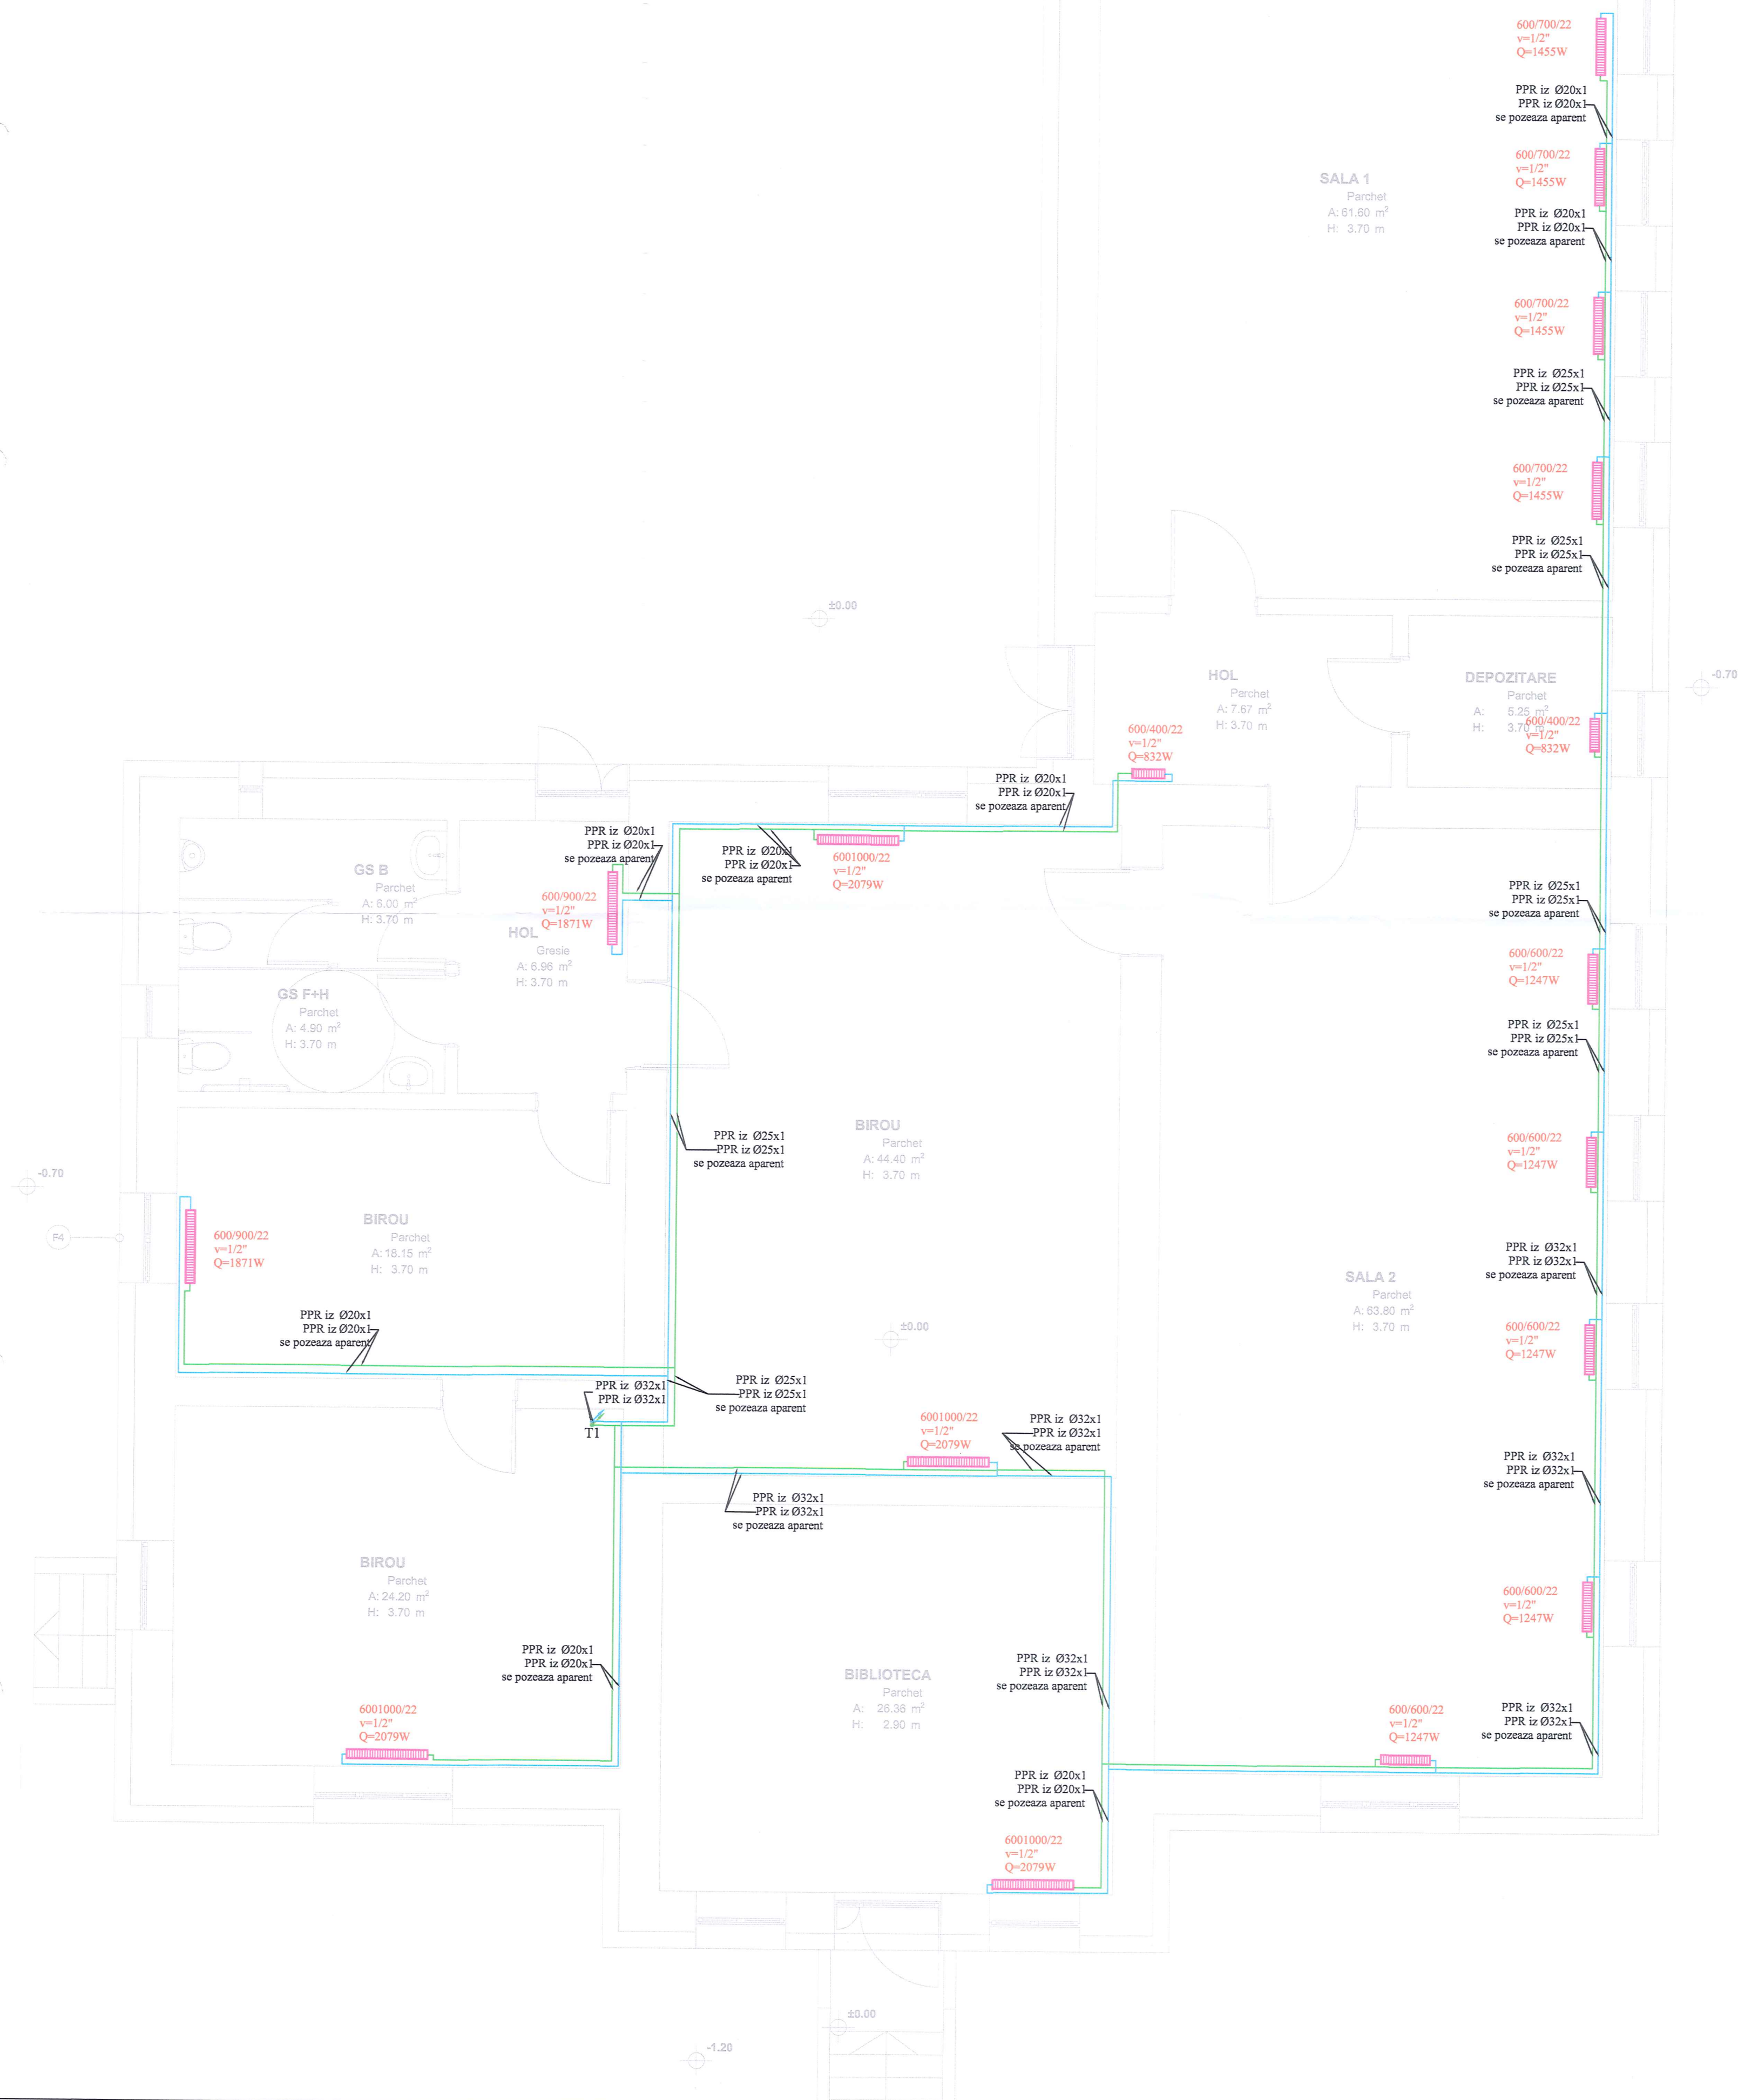 600/700/22
v=1/2"
Q=1455W
PPR iz Ø20x1
PPR iz Ø20x1
se pozeaza aparent
600/700/22
v=1/2"
Q=1455W
SALA 1
Parchet
A: 61.60 m²
H: 3.70 m
PPR iz Ø20x1
PPR iz Ø20x1
se pozeaza aparent
600/700/22
v=1/2"
Q=1455W
PPR iz Ø25x1
PPR iz Ø25x1
se pozeaza aparent
600/700/22
v=1/2"
Q=1455W
PPR iz Ø25x1
PPR iz Ø25x1
se pozeaza aparent
±0.00
HOL
Parchet
A: 7.67 m²
H: 3.70 m
DEPOZITARE
Parchet
A: 5.25 m²
H: 3.70 m
-0.70
600/400/22
v=1/2"
Q=832W
600/400/22
v=1/2"
Q=832W
PPR iz Ø20x1
PPR iz Ø20x1
se pozeaza aparent
PPR iz Ø20x1
PPR iz Ø20x1
se pozeaza aparent
PPR iz Ø20x1
PPR iz Ø20x1
se pozeaza aparent
6001000/22
v=1/2"
Q=2079W
GS B
Parchet
A: 6.00 m²
H: 3.70 m
600/900/22
v=1/2"
Q=1871W
HOL
Gresie
A: 6.96 m²
H: 3.70 m
PPR iz Ø25x1
PPR iz Ø25x1
se pozeaza aparent
600/600/22
v=1/2"
Q=1247W
GS F+H
Parchet
A: 4.90 m²
H: 3.70 m
PPR iz Ø25x1
PPR iz Ø25x1
se pozeaza aparent
BIROU
Parchet
A: 44.40 m²
H: 3.70 m
PPR iz Ø25x1
PPR iz Ø25x1
se pozeaza aparent
600/600/22
v=1/2"
Q=1247W
-0.70
F4
600/900/22
v=1/2"
Q=1871W
BIROU
Parchet
A: 18.15 m²
H: 3.70 m
PPR iz Ø32x1
PPR iz Ø32x1
se pozeaza aparent
SALA 2
Parchet
A: 63.80 m²
H: 3.70 m
PPR iz Ø20x1
PPR iz Ø20x1
se pozeaza aparent
±0.00
600/600/22
v=1/2"
Q=1247W
PPR iz Ø32x1
PPR iz Ø32x1
T1
PPR iz Ø25x1
PPR iz Ø25x1
se pozeaza aparent
6001000/22
v=1/2"
Q=2079W
PPR iz Ø32x1
PPR iz Ø32x1
se pozeaza aparent
PPR iz Ø32x1
PPR iz Ø32x1
se pozeaza aparent
PPR iz Ø32x1
PPR iz Ø32x1
se pozeaza aparent
BIROU
Parchet
A: 24.20 m²
H: 3.70 m
600/600/22
v=1/2"
Q=1247W
PPR iz Ø20x1
PPR iz Ø20x1
se pozeaza aparent
BIBLIOTECA
Parchet
A: 26.36 m²
H: 2.90 m
PPR iz Ø32x1
PPR iz Ø32x1
se pozeaza aparent
6001000/22
v=1/2"
Q=2079W
600/600/22
v=1/2"
Q=1247W
PPR iz Ø32x1
PPR iz Ø32x1
se pozeaza aparent
PPR iz Ø20x1
PPR iz Ø20x1
se pozeaza aparent
6001000/22
v=1/2"
Q=2079W
±0.00
-1.20